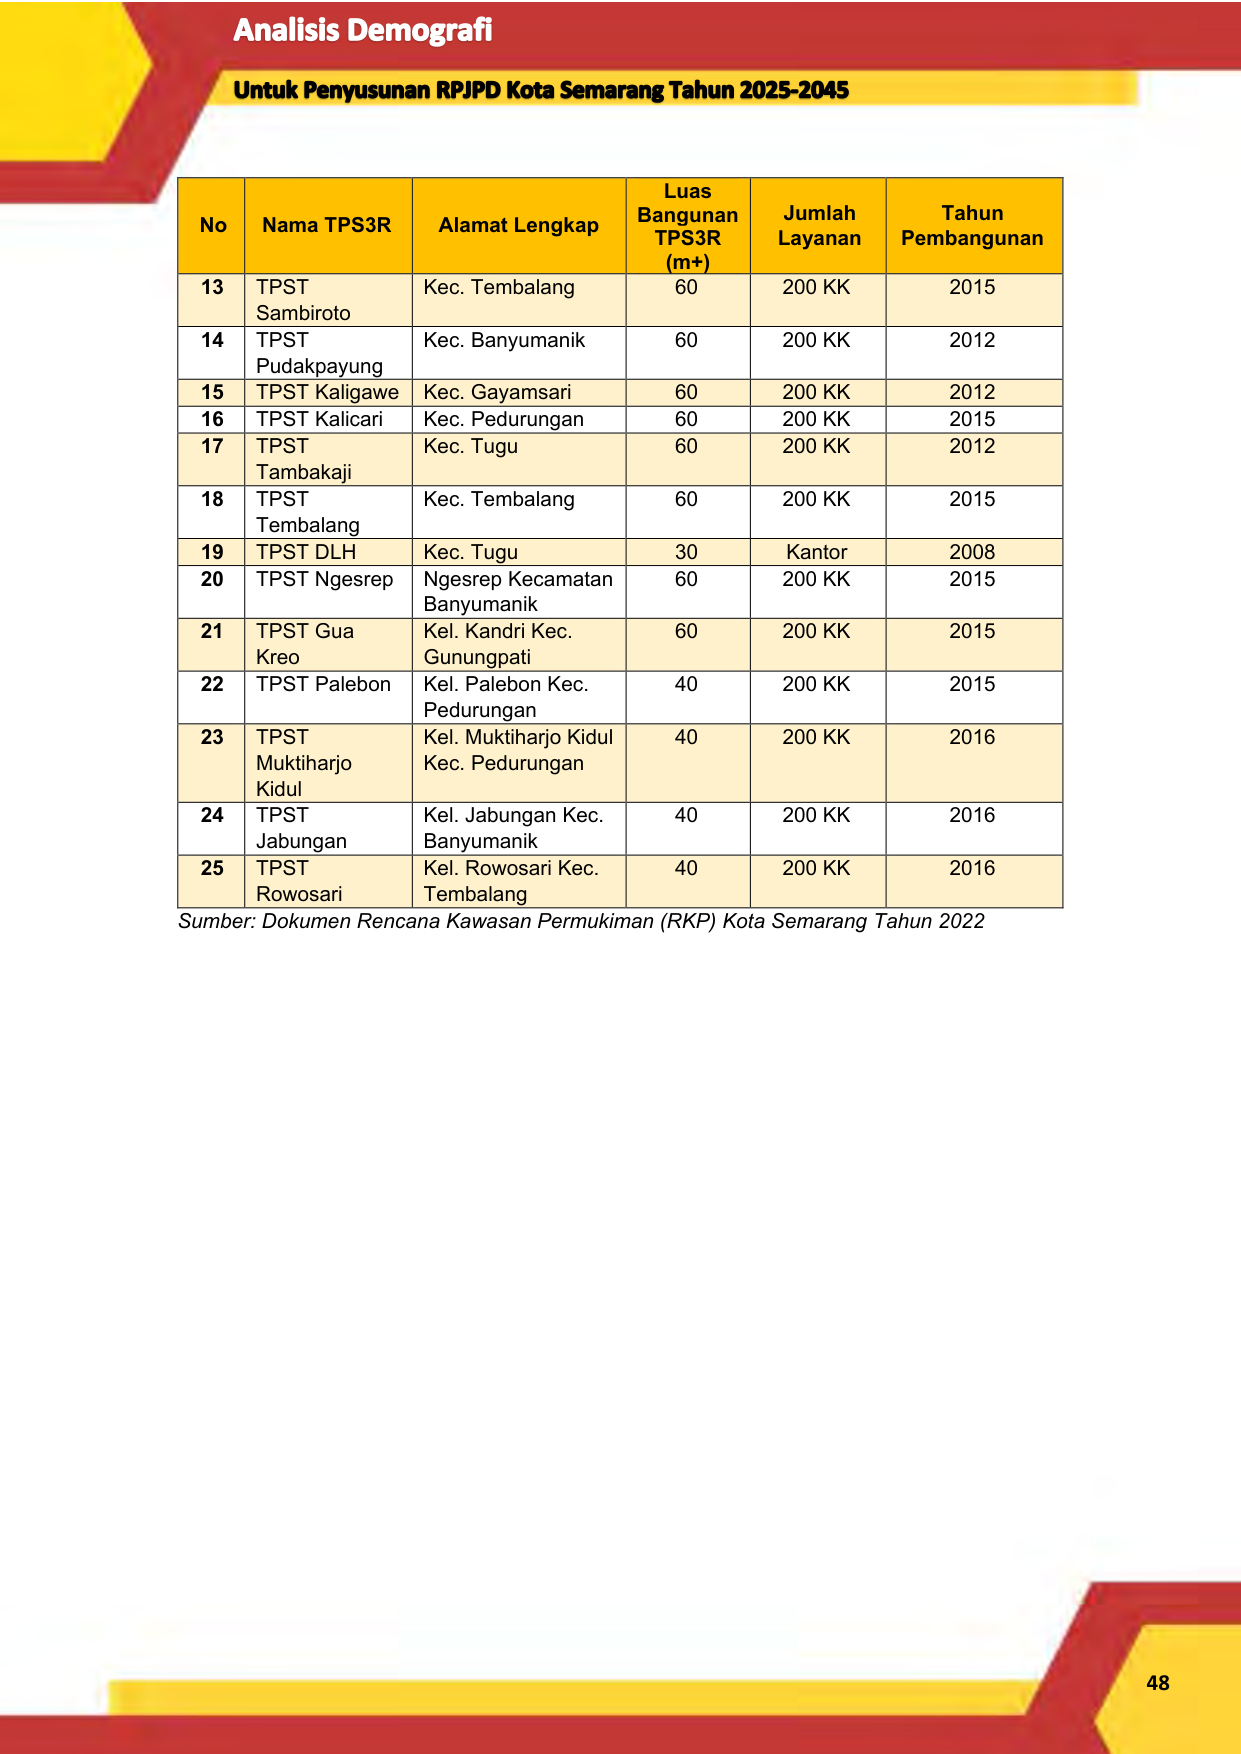 Analisis Demografi
Untuk Penyusunan RPJPD Kota Semarang Tahun 2025-2045
No Nama TPS3R Alamat Lengkap Luas Bangunan TPS3R (m+) Jumlah Layanan Tahun Pembangunan
13 TPST Sambiroto Kec. Tembalang 60 200 KK 2015
14 TPST Pudakpayung Kec. Banyumanik 60 200 KK 2012
15 TPST Kaligawe Kec. Gayamsari 60 200 KK 2012
16 TPST Kalicari Kec. Pedurungan 60 200 KK 2015
17 TPST Tambakaji Kec. Tugu 60 200 KK 2012
18 TPST Tembalang Kec. Tembalang 60 200 KK 2015
19 TPST DLH Kec. Tugu 30 Kantor 2008
20 TPST Ngesrep Ngesrep Kecamatan Banyumanik 60 200 KK 2015
21 TPST Gua Kreo Kel. Kandri Kec. Gunungpati 60 200 KK 2015
22 TPST Palebon Kel. Palebon Kec. Pedurungan 40 200 KK 2015
23 TPST Muktiharjo Kidul Kel. Muktiharjo Kidul Kec. Pedurungan 40 200 KK 2016
24 TPST Jabungan Kel. Jabungan Kec. Banyumanik 40 200 KK 2016
25 TPST Rowosari Kel. Rowosari Kec. Tembalang 40 200 KK 2016
Sumber: Dokumen Rencana Kawasan Permukiman (RKP) Kota Semarang Tahun 2022
48